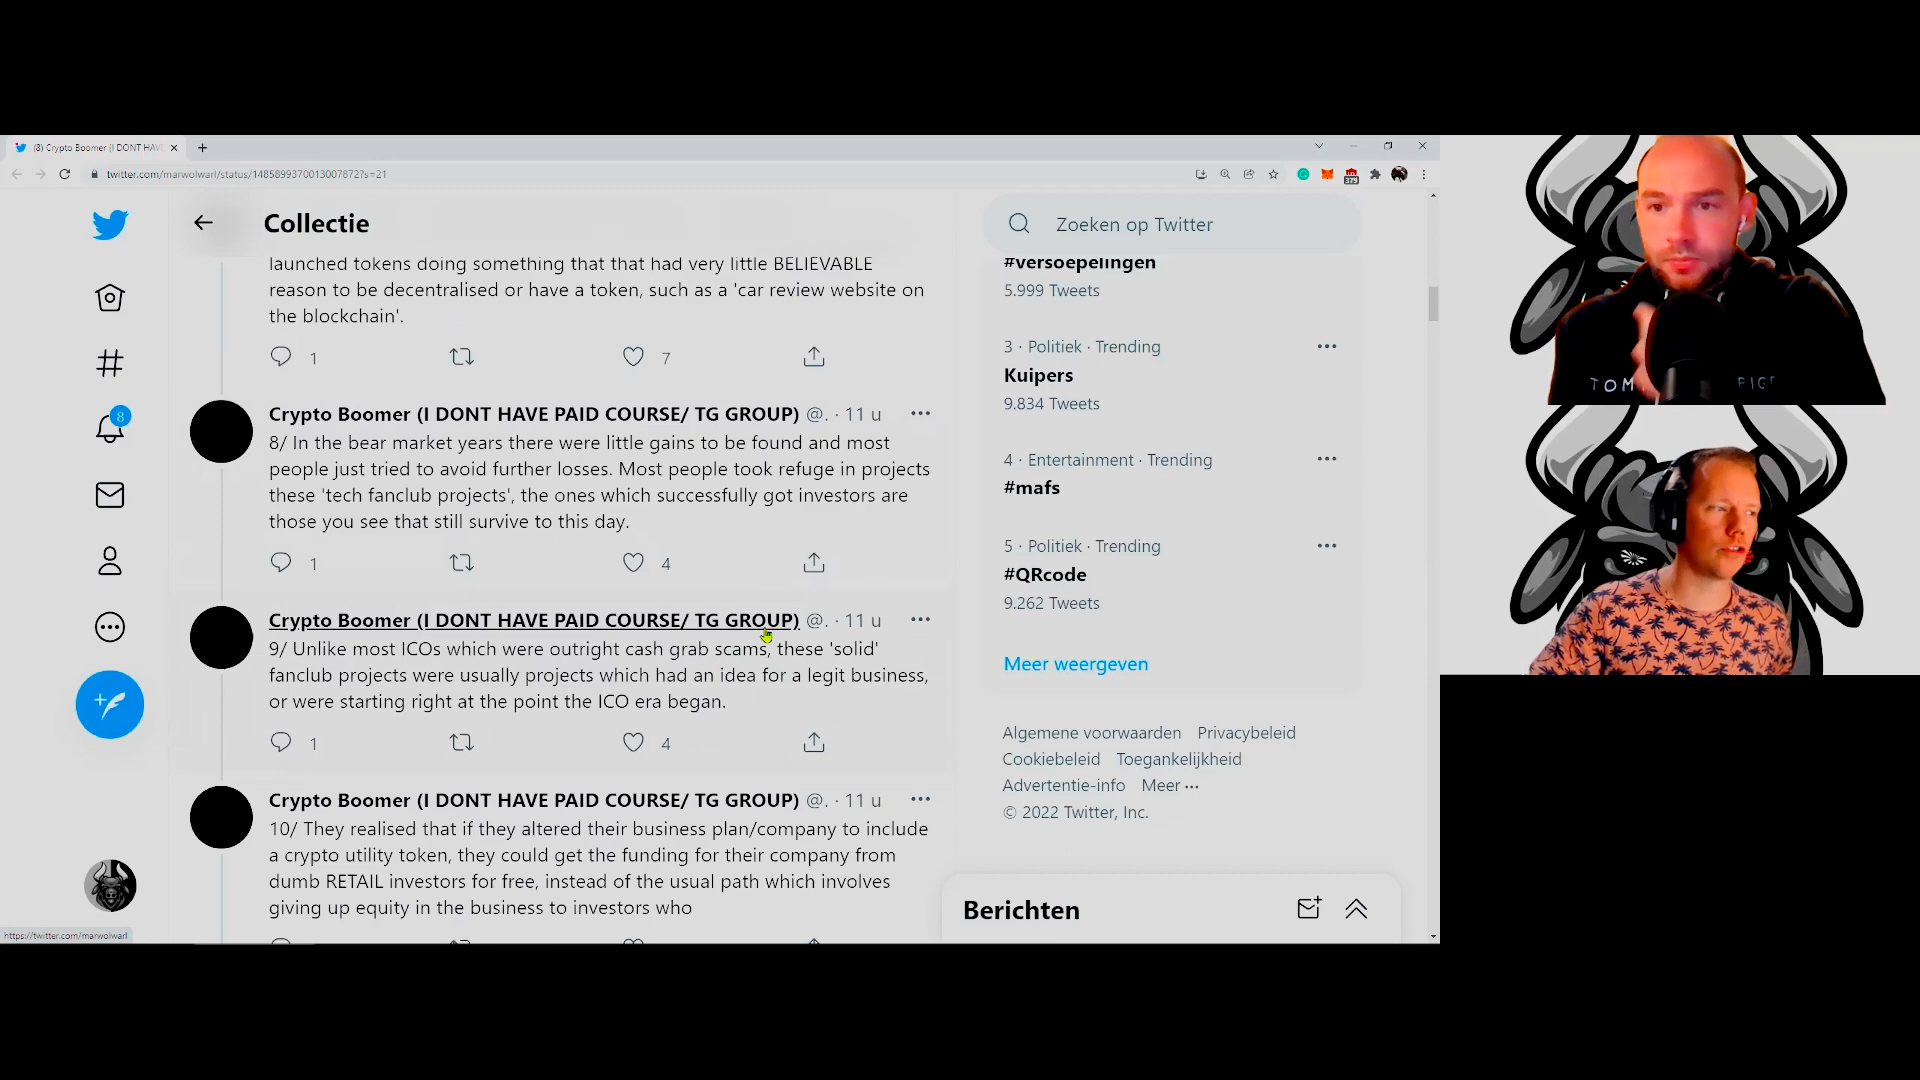 (8) Crypto Boomer (I DONT HAV
twitter.com/marwolwarl/status/1485899370013007872?s=21
375
Collectie
Zoeken op Twitter
launched tokens doing something that that had very little BELIEVABLE
reason to be decentralised or have a token, such as a 'car review website on
the blockchain'.
1
7
Crypto Boomer (I DONT HAVE PAID COURSE/ TG GROUP) @. · 11 u
8/ In the bear market years there were little gains to be found and most
people just tried to avoid further losses. Most people took refuge in projects
these 'tech fanclub projects', the ones which successfully got investors are
those you see that still survive to this day.
1
4
Crypto Boomer (I DONT HAVE PAID COURSE/ TG GROUP) @. · 11 u
9/ Unlike most ICOs which were outright cash grab scams, these 'solid'
fanclub projects were usually projects which had an idea for a legit business,
or were starting right at the point the ICO era began.
1
4
Crypto Boomer (I DONT HAVE PAID COURSE/ TG GROUP) @. · 11 u
10/ They realised that if they altered their business plan/company to include
a crypto utility token, they could get the funding for their company from
dumb RETAIL investors for free, instead of the usual path which involves
giving up equity in the business to investors who
8
#versoepelingen
5.999 Tweets
3 · Politiek · Trending
Kuipers
9.834 Tweets
4 · Entertainment · Trending
#mafs
5 · Politiek · Trending
#QRcode
9.262 Tweets
Meer weergeven
Algemene voorwaarden Privacybeleid
Cookiebeleid Toegankelijkheid
Advertentie-info Meer ···
© 2022 Twitter, Inc.
Berichten
https://twitter.com/marwolwarl
TOM